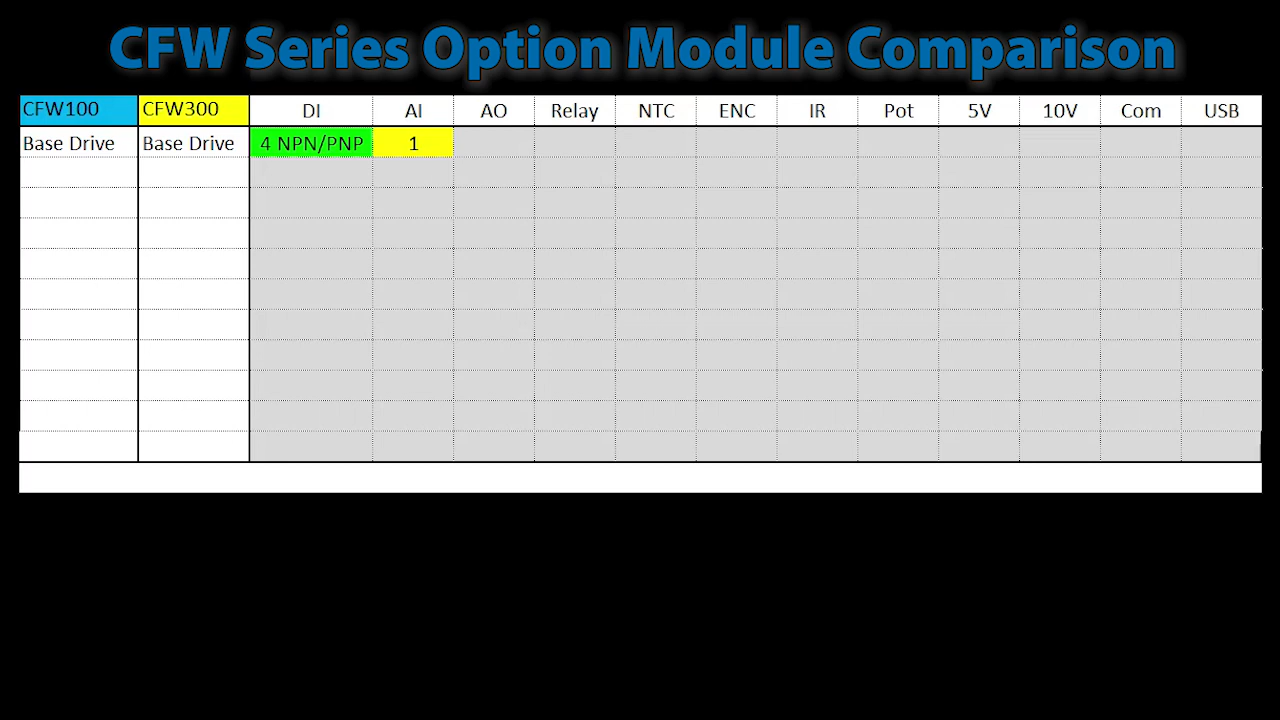 CFW Series Option Module Comparison
CFW100 CFW300 DI AI AO Relay NTC ENC IR Pot 5V 10V Com USB
Base Drive Base Drive 4 NPN/PNP 1